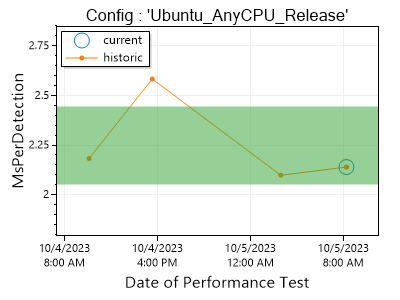 Config : 'Ubuntu_AnyCPU_Release'
current
historic
MsPerDetection
2.75
2.5
2.25
2
10/4/2023 10/4/2023 10/5/2023 10/5/2023
8:00 AM 4:00 PM 12:00 AM 8:00 AM
Date of Performance Test